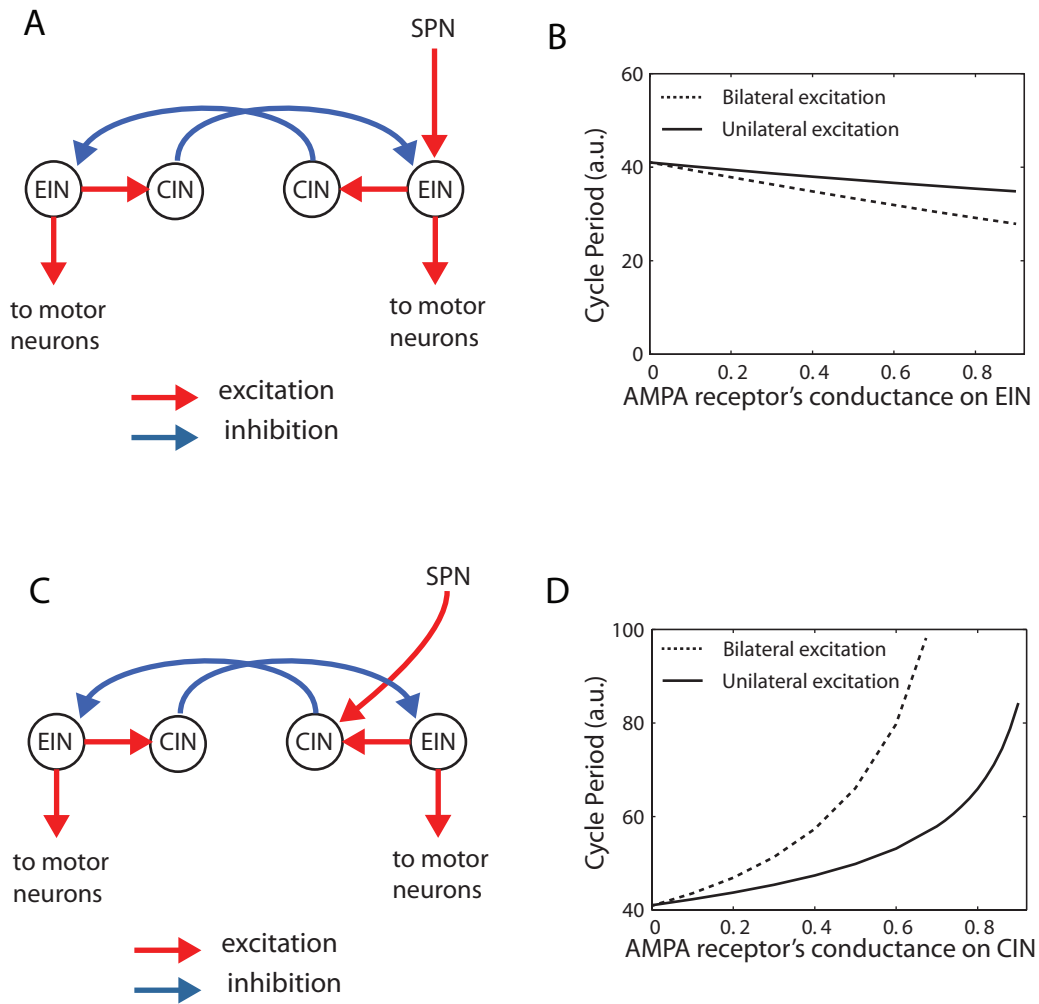 A
SPN
EIN
CIN
CIN
EIN
to motor
neurons
to motor
neurons
excitation
inhibition
B
60
40
20
0
Bilateral excitation
Unilateral excitation
Cycle Period (a.u.)
0 0.2 0.4 0.6 0.8
AMPA receptor's conductance on EIN
C
SPN
EIN
CIN
CIN
EIN
to motor
neurons
to motor
neurons
excitation
inhibition
D
100
80
60
40
Bilateral excitation
Unilateral excitation
Cycle Period (a.u.)
0 0.2 0.4 0.6 0.8
AMPA receptor's conductance on CIN